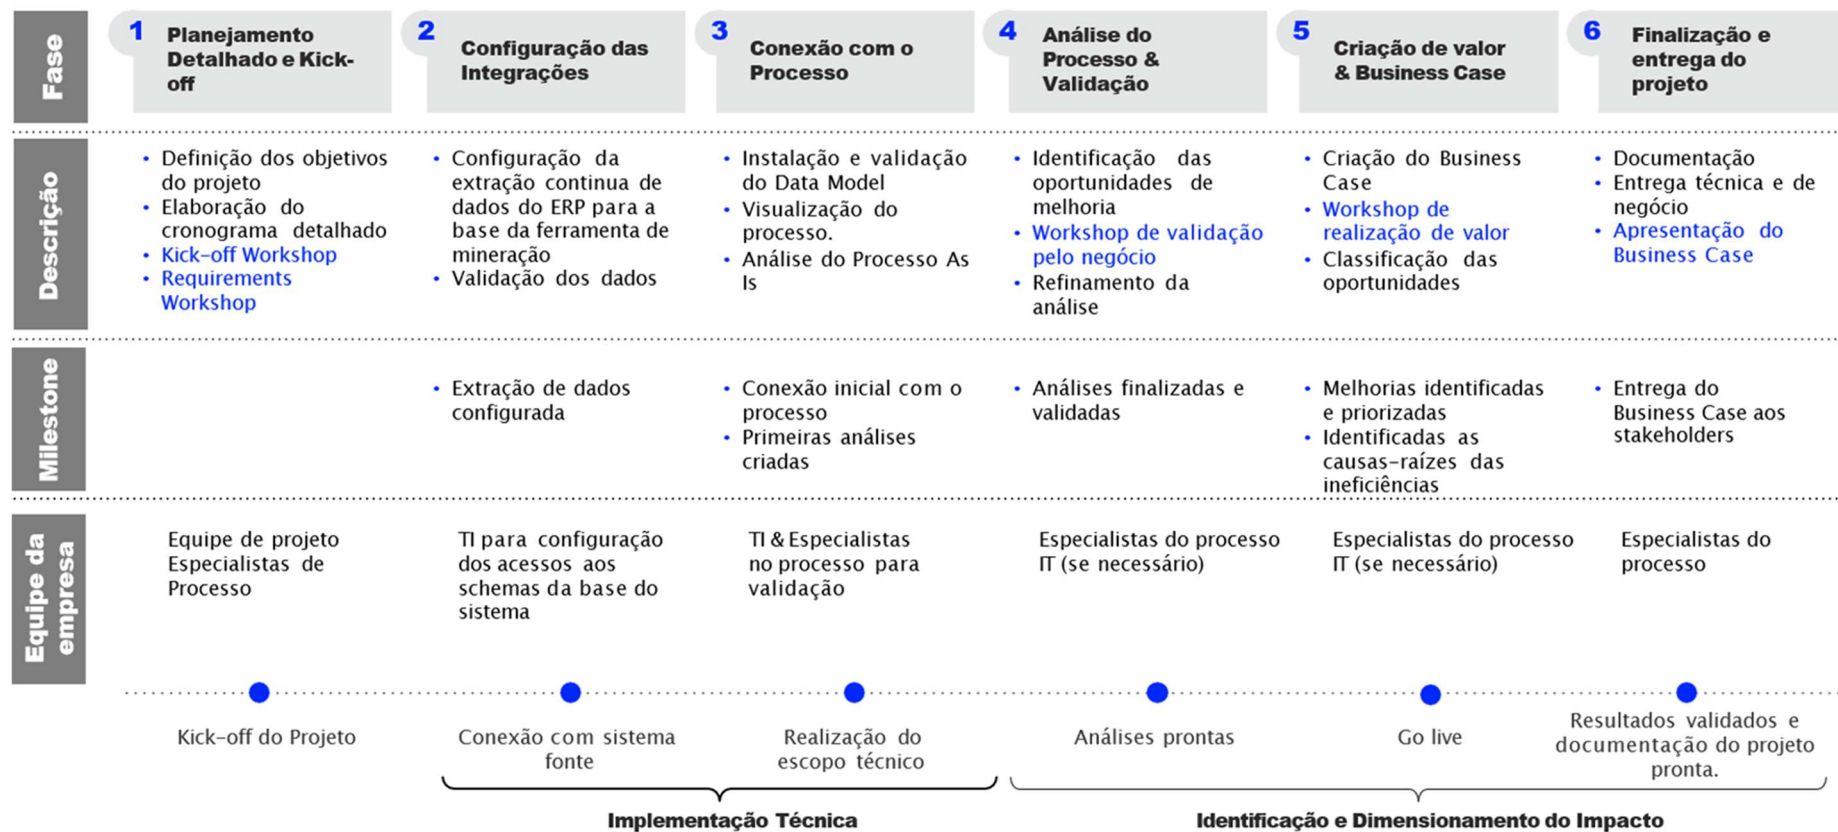 Fase
1
Planejamento
Detalhado e Kick-
off
2
Configuração das
Integrações
3
Conexão com o
Processo
4
Análise do
Processo &
Validação
5
Criação de valor
& Business Case
6
Finalização e
entrega do
projeto
Descrição
• Definição dos objetivos
do projeto
• Elaboração do
cronograma detalhado
• Kick-off Workshop
• Requirements
Workshop
• Configuração da
extração continua de
dados do ERP para a
base da ferramenta de
mineração
• Validação dos dados
• Instalação e validação
do Data Model
• Visualização do
processo.
• Análise do Processo As
Is
• Identificação das
oportunidades de
melhoria
• Workshop de validação
pelo negócio
• Refinamento da
análise
• Criação do Business
Case
• Workshop de
realização de valor
• Classificação das
oportunidades
• Documentação
• Entrega técnica e de
negócio
• Apresentação do
Business Case
Milestone
• Extração de dados
configurada
• Conexão inicial com o
processo
• Primeiras análises
criadas
• Análises finalizadas e
validadas
• Melhorias identificadas
e priorizadas
• Identificadas as
causas-raízes das
ineficiências
• Entrega do
Business Case aos
stakeholders
Equipe da
empresa
Equipe de projeto
Especialistas de
Processo
TI para configuração
dos acessos aos
schemas da base do
sistema
TI & Especialistas
no processo para
validação
Especialistas do processo
IT (se necessário)
Especialistas do processo
IT (se necessário)
Especialistas do
processo
Kick-off do Projeto
Conexão com sistema
fonte
Realização do
escopo técnico
Análises prontas
Go live
Resultados validados e
documentação do projeto
pronta.
Implementação Técnica
Identificação e Dimensionamento do Impacto